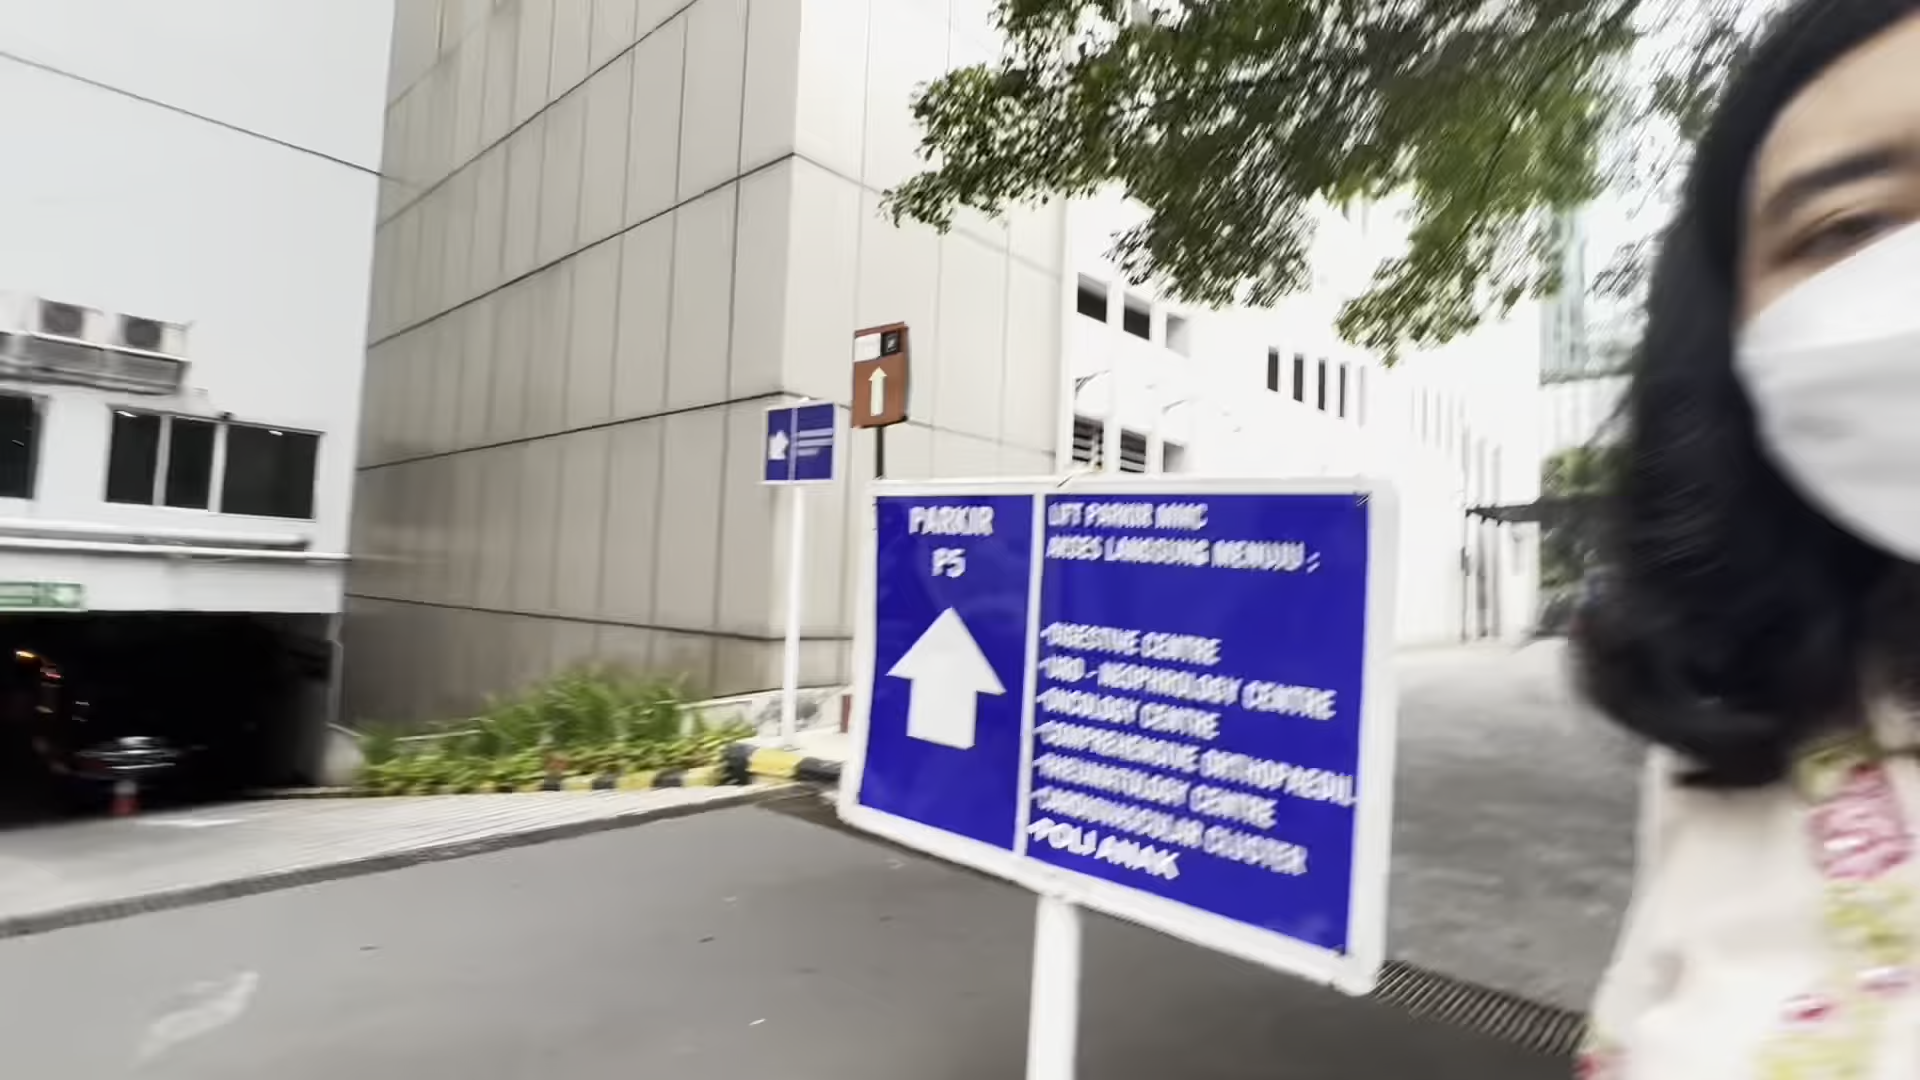 PARKIR
P5
LIFT PARKIR MMC
AKSES LANGSUNG MENUJU :
-DIGESTIVE CENTRE
-URO - NEOPHROLOGY CENTRE
-ONCOLOGY CENTRE
-COMPREHENSIVE ORTHOPAEDI
-RHEUMATOLOGY CENTRE
-CARDIOVASCULAR CLUSTER
-POLI ANAK